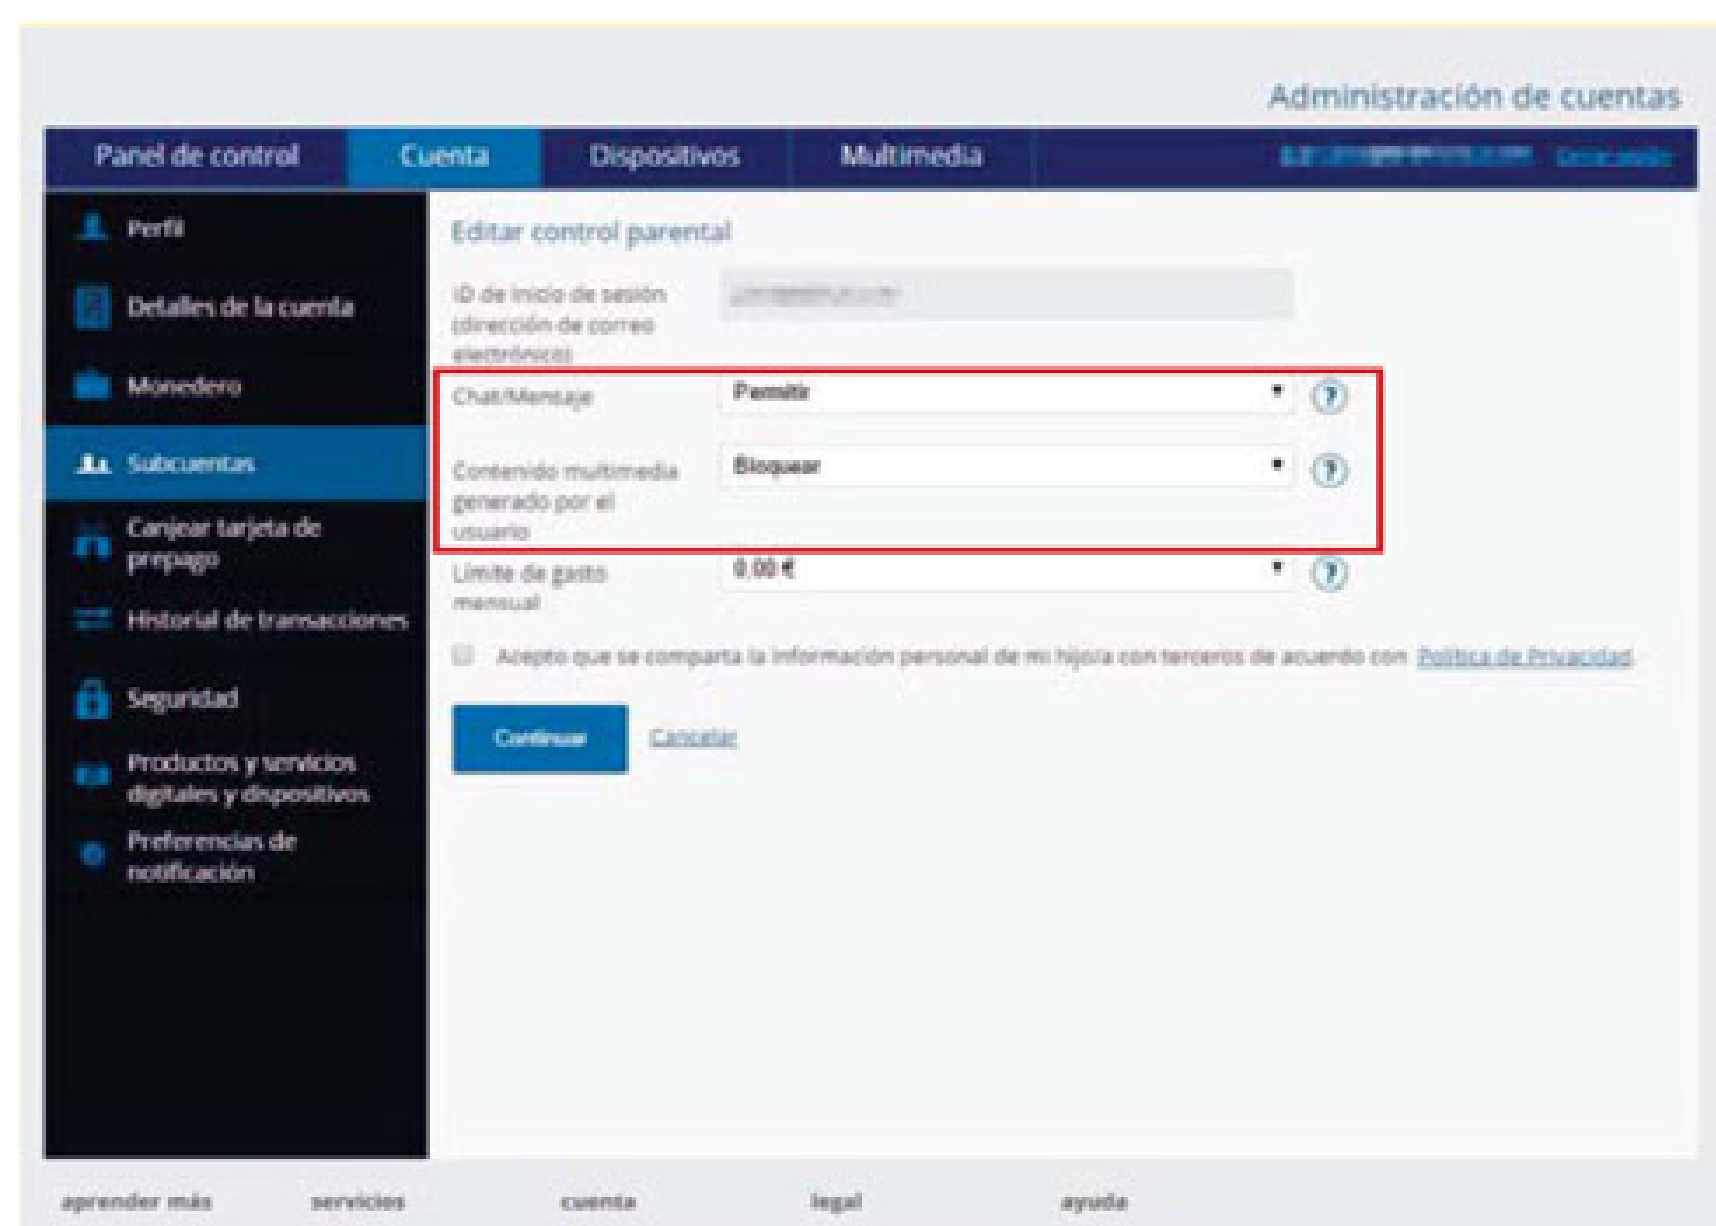 Administración de cuentas
Panel de control Cuenta Dispositivos Multimedia
Perfil
Detalles de la cuenta
Monedero
Subcuentas
Canjear tarjeta de
prepago
Historial de transacciones
Seguridad
Productos y servicios
digitales y dispositivos
Preferencias de
notificación
Editar control parental
ID de inicio de sesión
(dirección de correo
electrónico)
Chat/Mensaje Permitir ?
Contenido multimedia Bloquear ?
generado por el
usuario
Límite de gasto 0,00 € ?
mensual
Acepto que se comparta la información personal de mi hijo/a con terceros de acuerdo con Política de Privacidad.
Continuar Cancelar
aprender más servicios cuenta legal ayuda